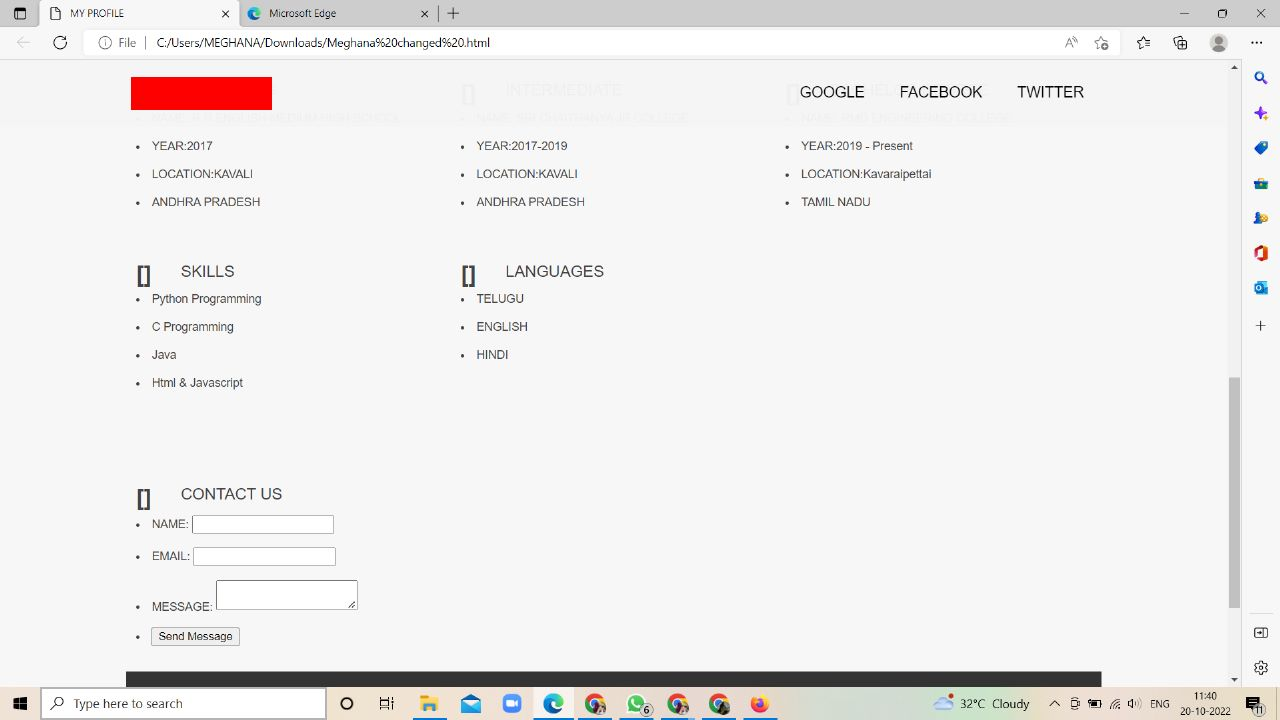 MY PROFILE
Microsoft Edge
File
C:/Users/MEGHANA/Downloads/Meghana%20changed%20.html
[] INTERMEDIATE []
GOOGLE FACEBOOK TWITTER
YEAR:2017 YEAR:2017-2019 YEAR:2019 - Present
LOCATION:KAVALI LOCATION:KAVALI LOCATION:Kavaraipettai
ANDHRA PRADESH ANDHRA PRADESH TAMIL NADU
[] SKILLS [] LANGUAGES
Python Programming TELUGU
C Programming ENGLISH
Java HINDI
Html & Javascript
[] CONTACT US
NAME:
EMAIL:
MESSAGE:
Send Message
Type here to search
6
32°C Cloudy
ENG
11:40
20-10-2022
11